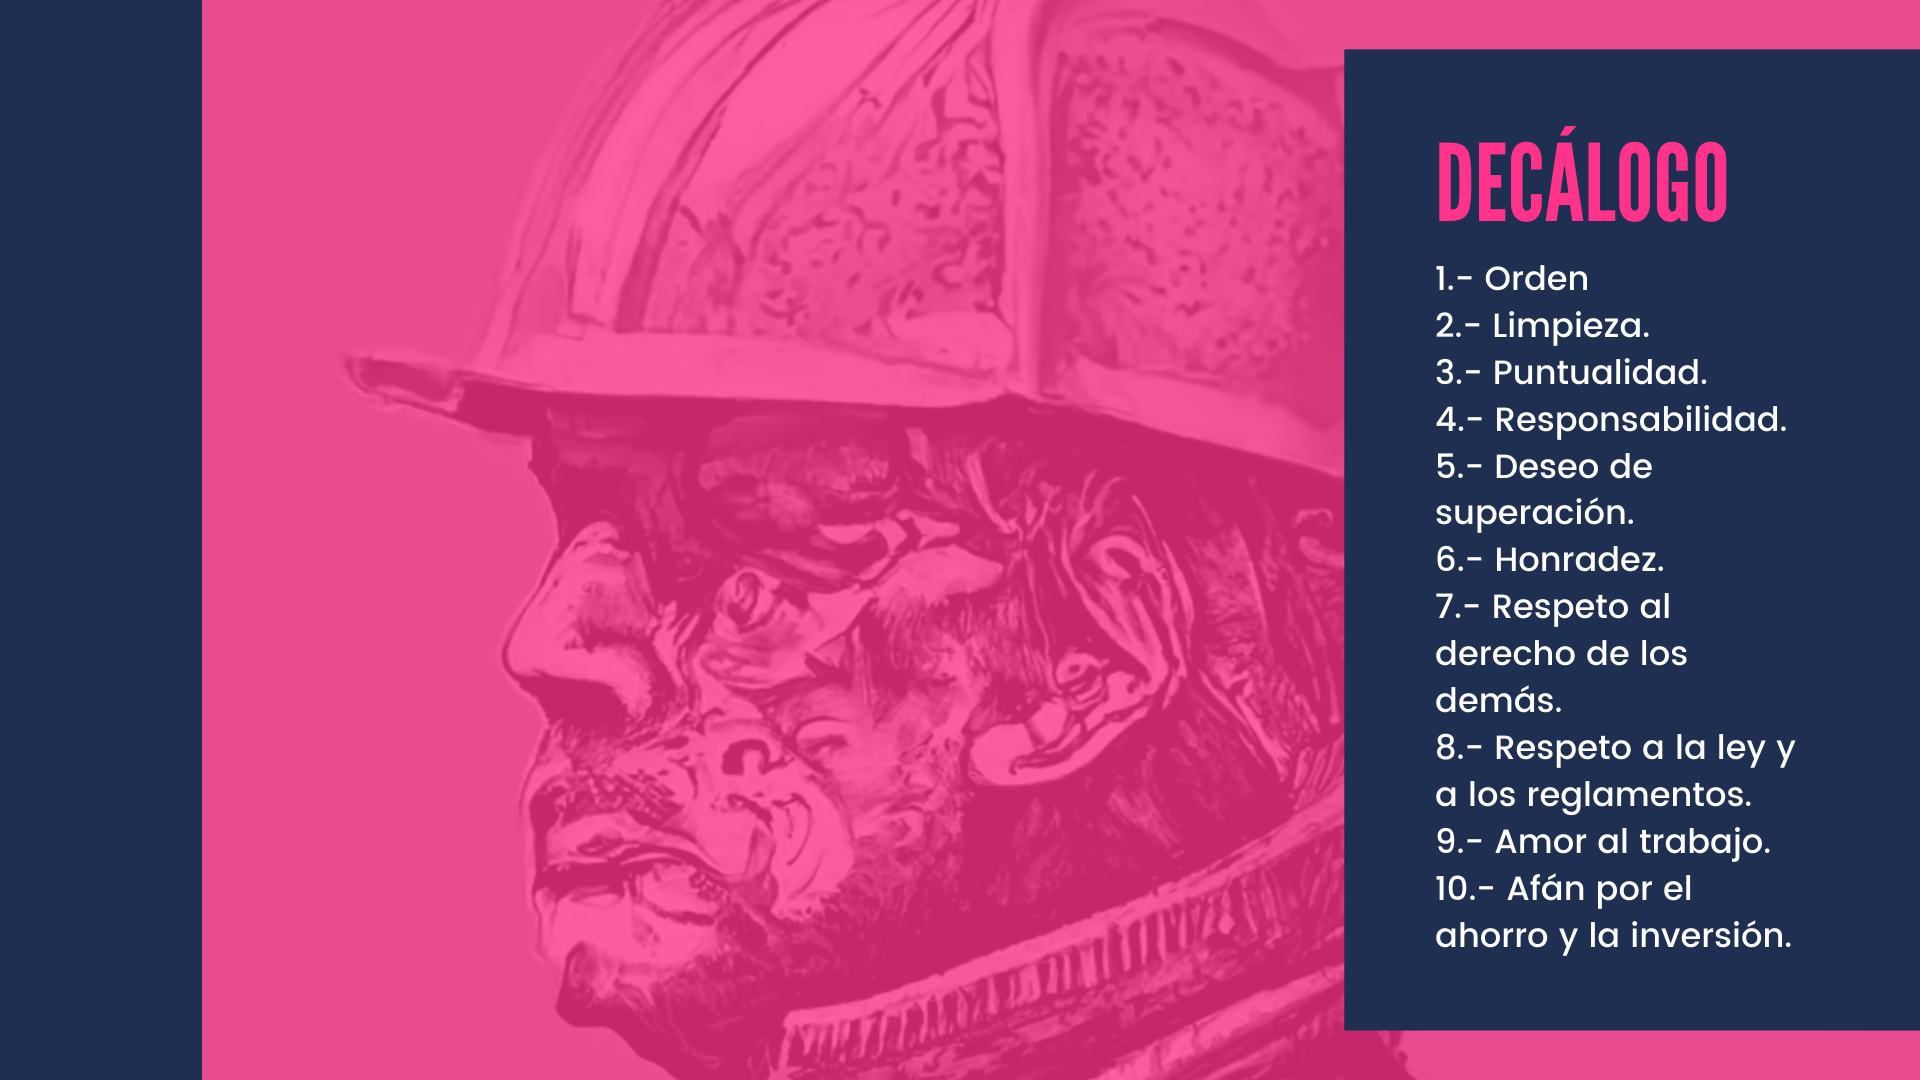 DECÁLOGO
1.- Orden
2.- Limpieza.
3.- Puntualidad.
4.- Responsabilidad.
5.- Deseo de
superación.
6.- Honradez.
7.- Respeto al
derecho de los
demás.
8.- Respeto a la ley y
a los reglamentos.
9.- Amor al trabajo.
10.- Afán por el
ahorro y la inversión.